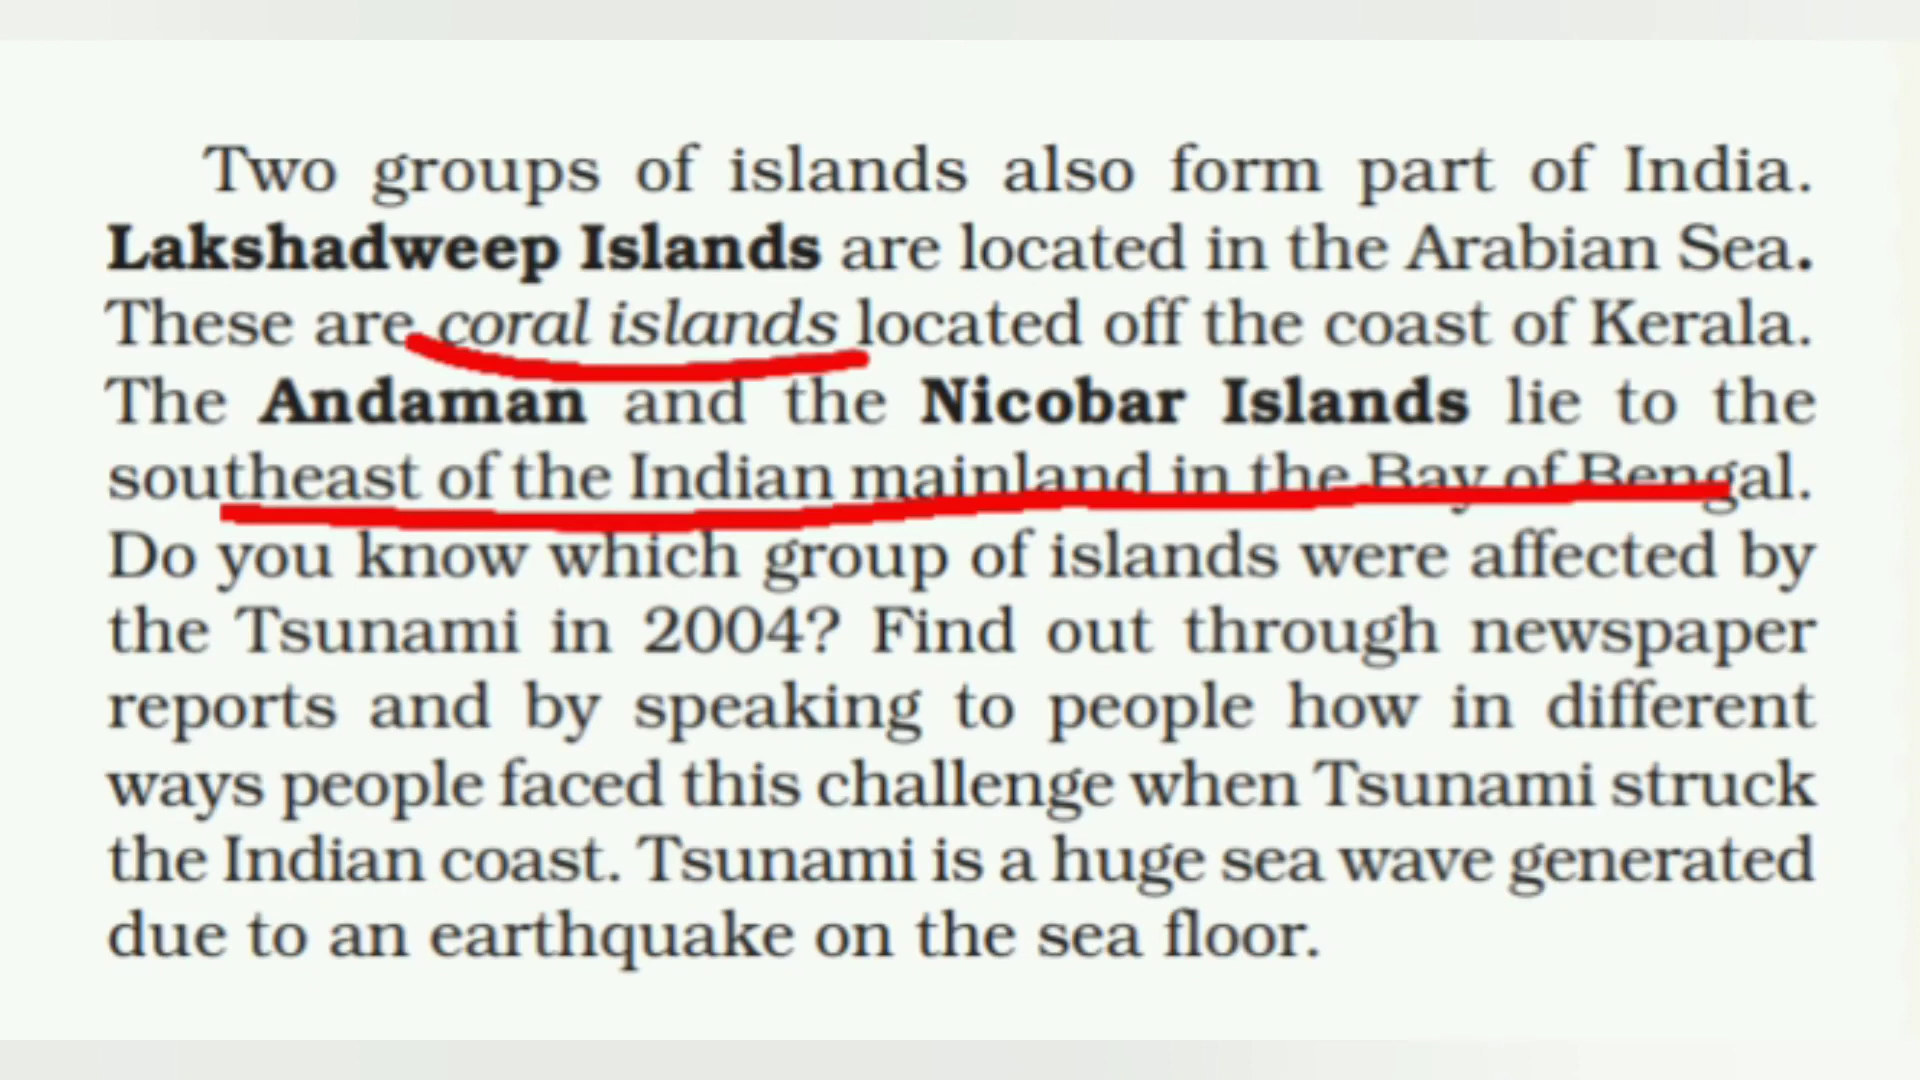 Two groups of islands also form part of India.
Lakshadweep Islands are located in the Arabian Sea.
These are coral islands located off the coast of Kerala.
The Andaman and the Nicobar Islands lie to the
southeast of the Indian mainland in the Bay of Bengal.
Do you know which group of islands were affected by
the Tsunami in 2004? Find out through newspaper
reports and by speaking to people how in different
ways people faced this challenge when Tsunami struck
the Indian coast. Tsunami is a huge sea wave generated
due to an earthquake on the sea floor.